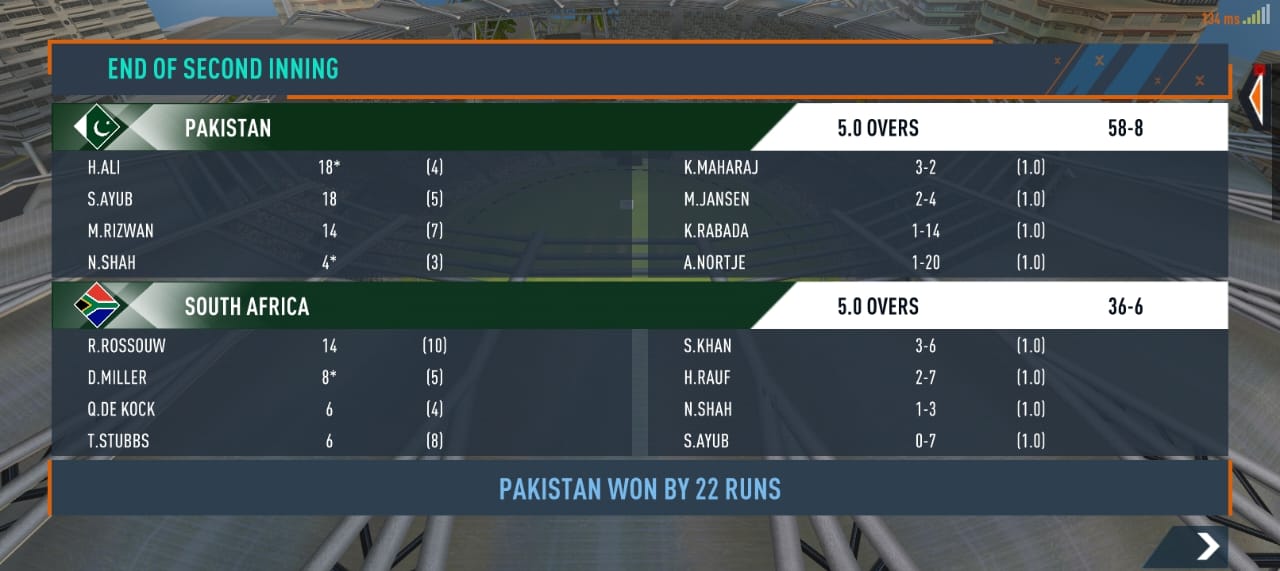 134 ms
END OF SECOND INNING
PAKISTAN 5.0 OVERS 58-8
H.ALI 18* (4) K.MAHARAJ 3-2 (1.0)
S.AYUB 18 (5) M.JANSEN 2-4 (1.0)
M.RIZWAN 14 (7) K.RABADA 1-14 (1.0)
N.SHAH 4* (3) A.NORTJE 1-20 (1.0)
SOUTH AFRICA 5.0 OVERS 36-6
R.ROSSOUW 14 (10) S.KHAN 3-6 (1.0)
D.MILLER 8* (5) H.RAUF 2-7 (1.0)
Q.DE KOCK 6 (4) N.SHAH 1-3 (1.0)
T.STUBBS 6 (8) S.AYUB 0-7 (1.0)
PAKISTAN WON BY 22 RUNS